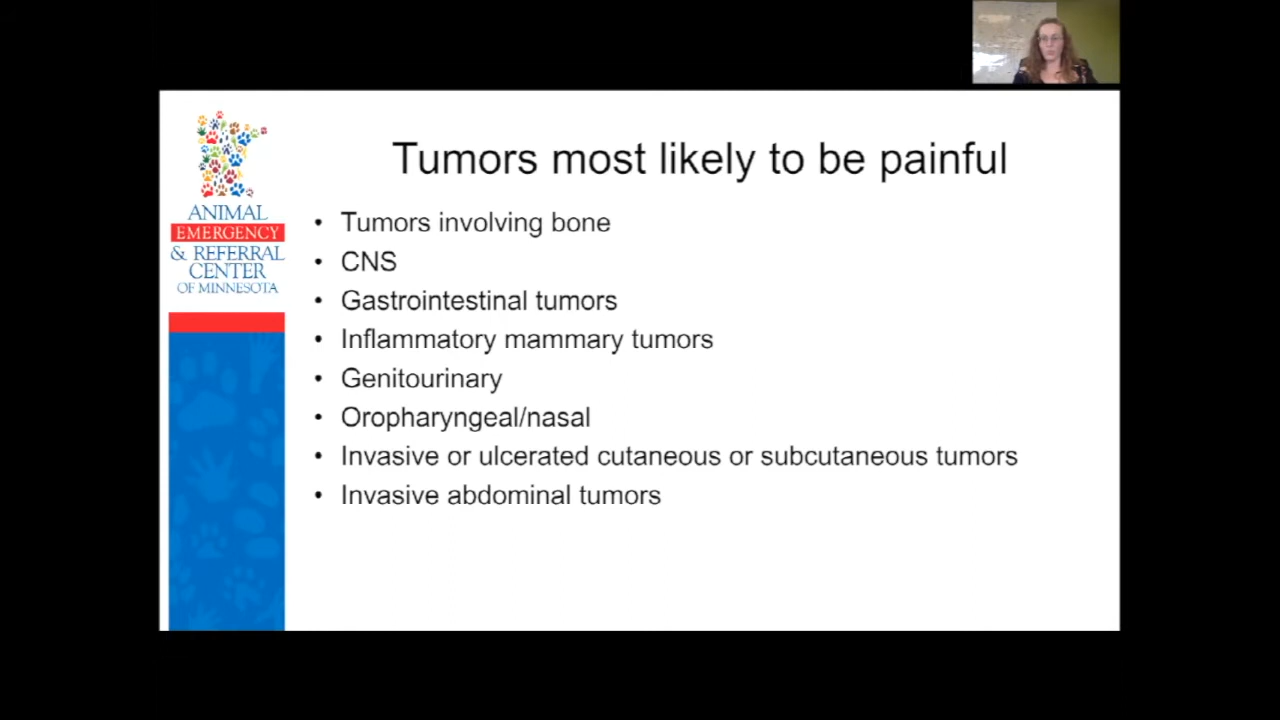 Tumors most likely to be painful
ANIMAL
EMERGENCY
& REFERRAL
CENTER
OF MINNESOTA
• Tumors involving bone
• CNS
• Gastrointestinal tumors
• Inflammatory mammary tumors
• Genitourinary
• Oropharyngeal/nasal
• Invasive or ulcerated cutaneous or subcutaneous tumors
• Invasive abdominal tumors